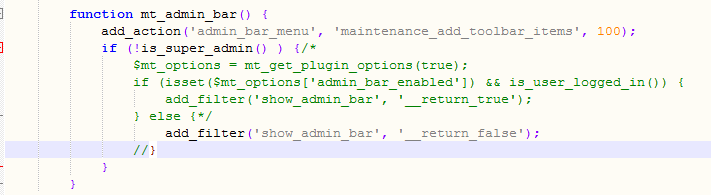 function mt_admin_bar() {
add_action('admin_bar_menu', 'maintenance_add_toolbar_items', 100);
if (!is_super_admin() ) {/*
$mt_options = mt_get_plugin_options(true);
if (isset($mt_options['admin_bar_enabled']) && is_user_logged_in()) {
add_filter('show_admin_bar', '__return_true');
} else {*/
add_filter('show_admin_bar', '__return_false');
//}
}
}